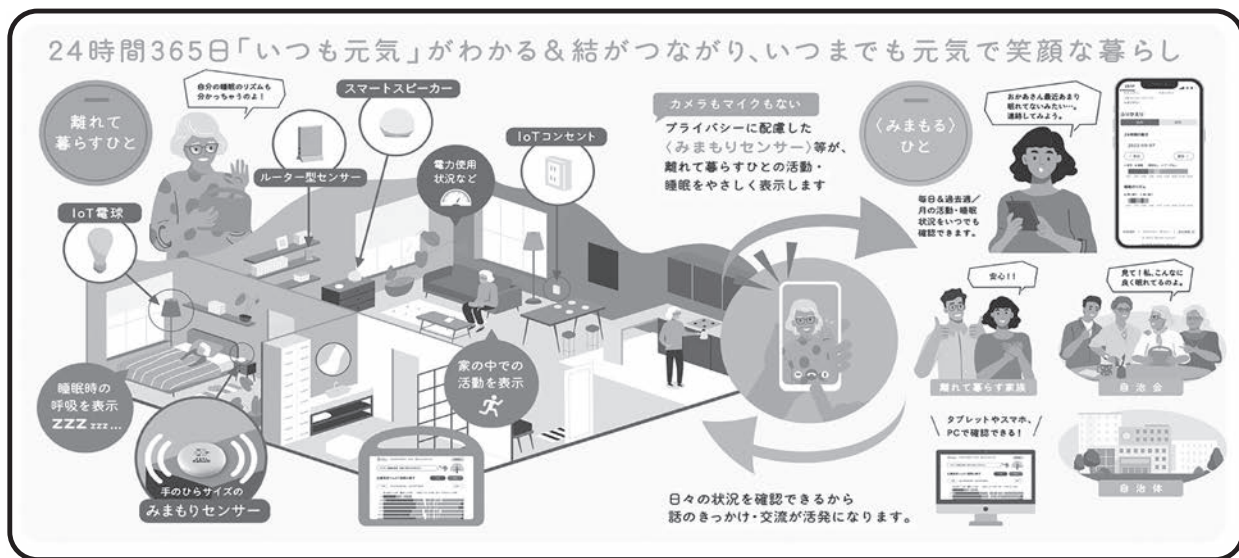 24時間365日「いつも元気」がわかる&結がつながり、いつまでも元気で笑顔な暮らし
離れて
暮らすひと
自分の睡眠のリズムも
分かっちゃうのよ!
スマートスピーカー
ルーター型センサー
IoT電球
電力使用
状況など
IoTコンセント
カメラもマイクもない
プライバシーに配慮した
〈みまもりセンサー〉等が、
離れて暮らすひとの活動・
睡眠をやさしく表示します
〈みまもる〉
ひと
おかあさん最近あまり
眠れてないみたい…。
連絡してみよう。
毎日&過去週/
月の活動・睡眠
状況をいつでも
確認できます。
2022-09-07
睡眠時の
呼吸を表示
ZZZ zzz…
手のひらサイズの
みまもりセンサー
家の中での
活動を表示
安心!!
離れて暮らす家族
見て!私、こんなに
良く眠れてるのよ。
自治会
タブレットやスマホ、
PCで確認できる!
自治体
日々の状況を確認できるから
話のきっかけ・交流が活発になります。